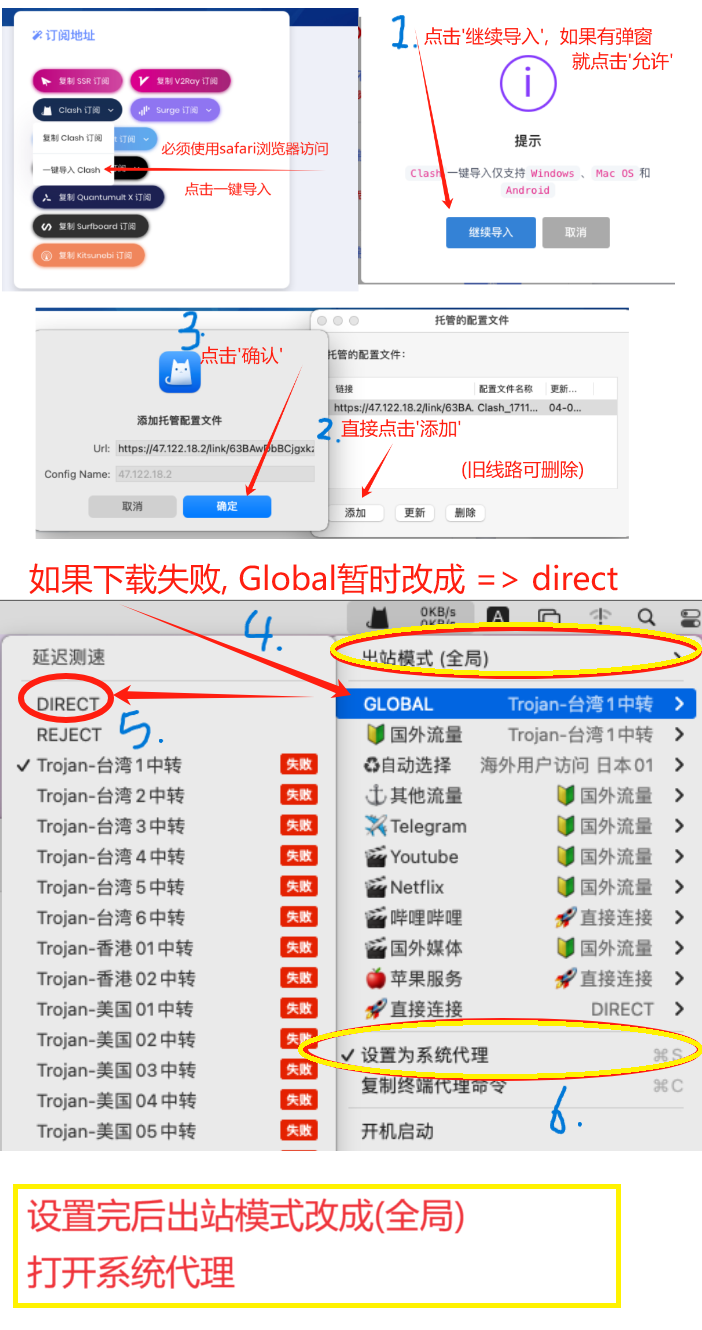 订阅地址
复制 SSR 订阅
复制 V2Ray 订阅
Clash 订阅
Surge 订阅
复制 Clash 订阅
t 订阅
一键导入 Clash
复制 Quantumult X 订阅
复制 Surfboard 订阅
复制 Kitsunebi 订阅
必须使用safari浏览器访问
点击一键导入
1.
点击'继续导入'，如果有弹窗
就点击'允许'
提示
Clash 一键导入仅支持 Windows 、 Mac OS 和
Android
继续导入
取消
3.
点击'确认'
添加托管配置文件
Url: https://47.122.18.2/link/63BAwDbBCjgxkz
Config Name: 47.122.18.2
取消
确定
托管的配置文件
托管的配置文件:
链接
配置文件名称
更新...
https://47.122.18.2/link/63BA.
Clash_1711...
04-0...
2.
直接点击'添加'
(旧线路可删除)
添加
更新
删除
如果下载失败, Global暂时改成 => direct
0KB/s
0KB/s
A
4.
延迟测速
DIRECT
REJECT
5.
✓ Trojan-台湾 1 中转 失败
Trojan-台湾 2 中转 失败
Trojan-台湾 3 中转 失败
Trojan-台湾 4 中转 失败
Trojan-台湾 5 中转 失败
Trojan-台湾 6 中转 失败
Trojan-香港 01 中转 失败
Trojan-香港 02 中转 失败
Trojan-美国 01 中转 失败
Trojan-美国 02 中转 失败
Trojan-美国 03 中转 失败
Trojan-美国 04 中转 失败
Trojan-美国 05 中转 失败
出站模式 (全局)
GLOBAL Trojan-台湾 1 中转
🔰国外流量 Trojan-台湾 1 中转
♻自动选择 海外用户访问 日本 01
⚓其他流量 🔰国外流量
✈Telegram 🔰国外流量
🎬Youtube 🔰国外流量
🎬Netflix 🔰国外流量
🎬哔哩哔哩 🚀直接连接
🎬国外媒体 🔰国外流量
🍎苹果服务 🚀直接连接
🚀直接连接 DIRECT
✓ 设置为系统代理 ⌘ S
复制终端代理命令 ⌘ C
6.
开机启动
设置完后出站模式改成(全局)
打开系统代理